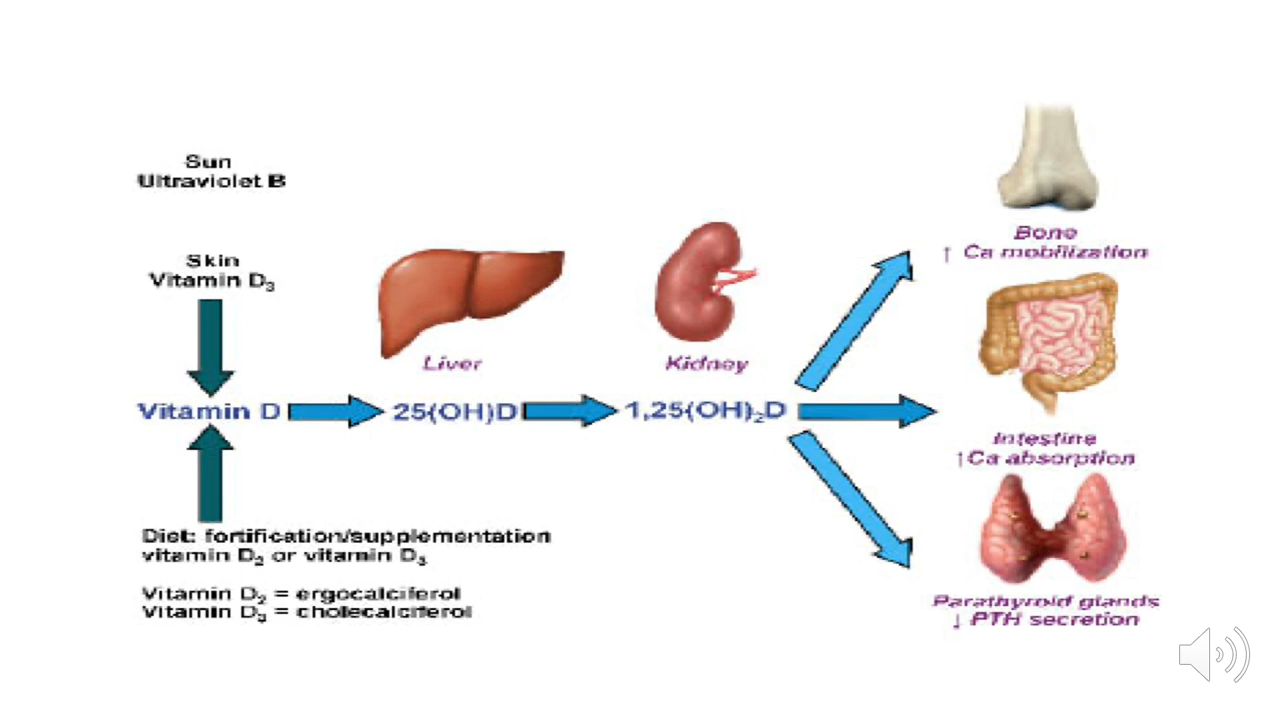 Sun
Ultraviolet B
Skin
Vitamin D₃
Liver
Kidney
Vitamin D
25(OH)D
1,25(OH)₂D
Bone
↑ Ca mobilization
Intestine
↑Ca absorption
Parathyroid glands
↓ PTH secretion
Diet: fortification/supplementation
vitamin D₂ or vitamin D₃
Vitamin D₂ = ergocalciferol
Vitamin D₃ = cholecalciferol